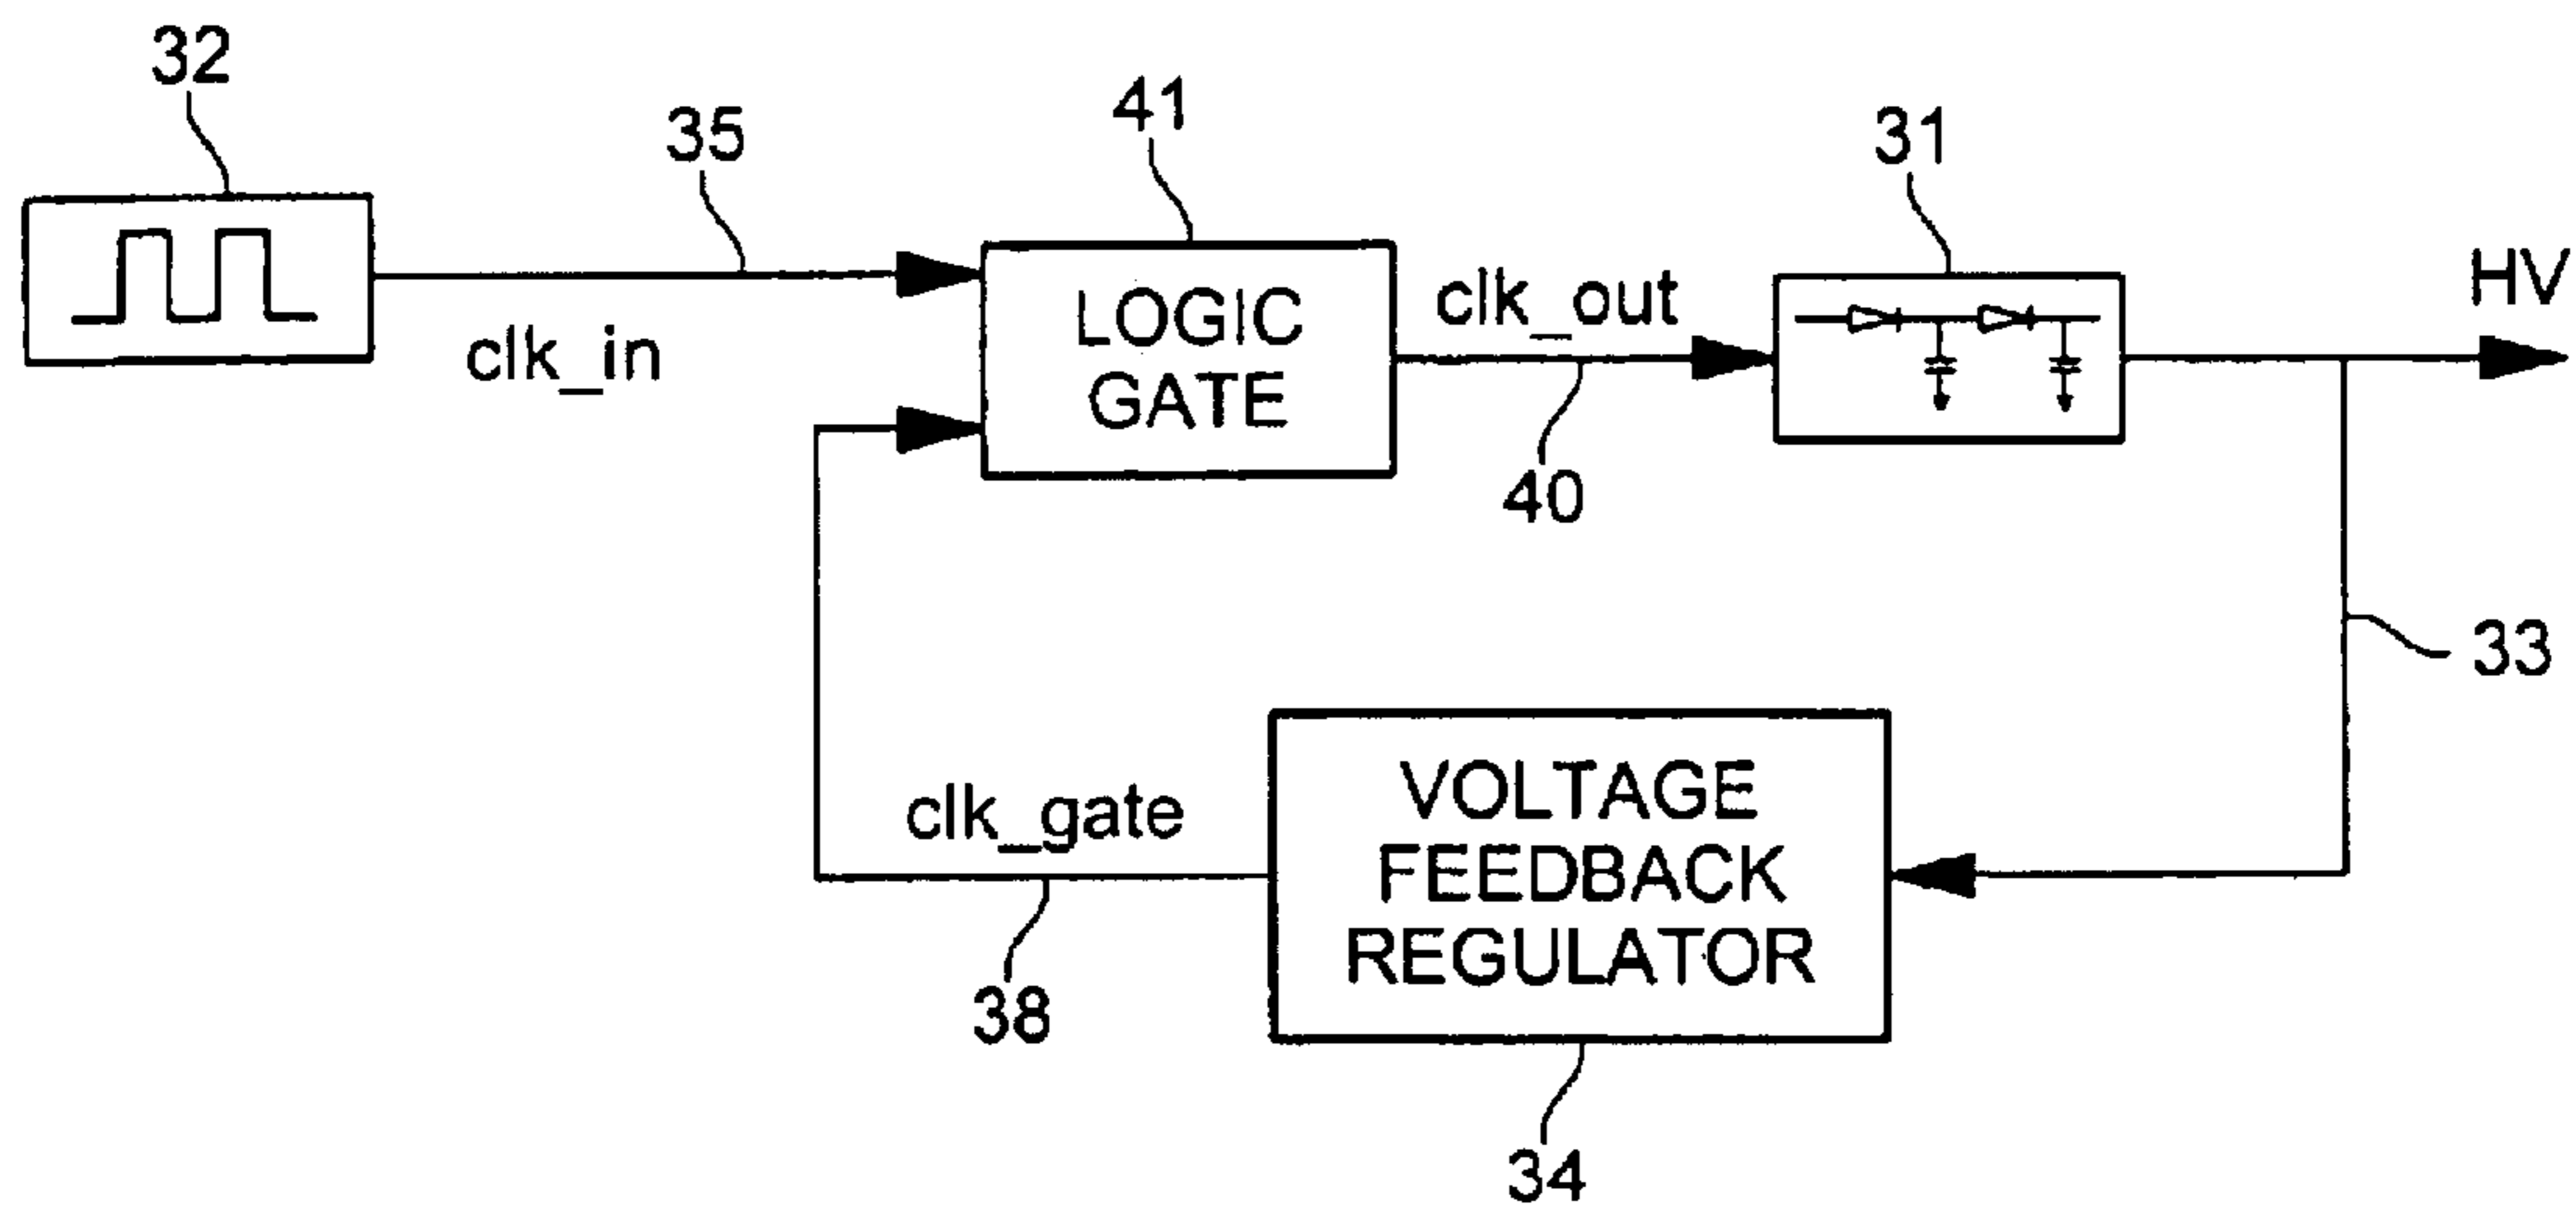 32
35
41
31
clk_in
LOGIC
GATE
clk_out
40
HV
33
clk_gate
38
VOLTAGE
FEEDBACK
REGULATOR
34